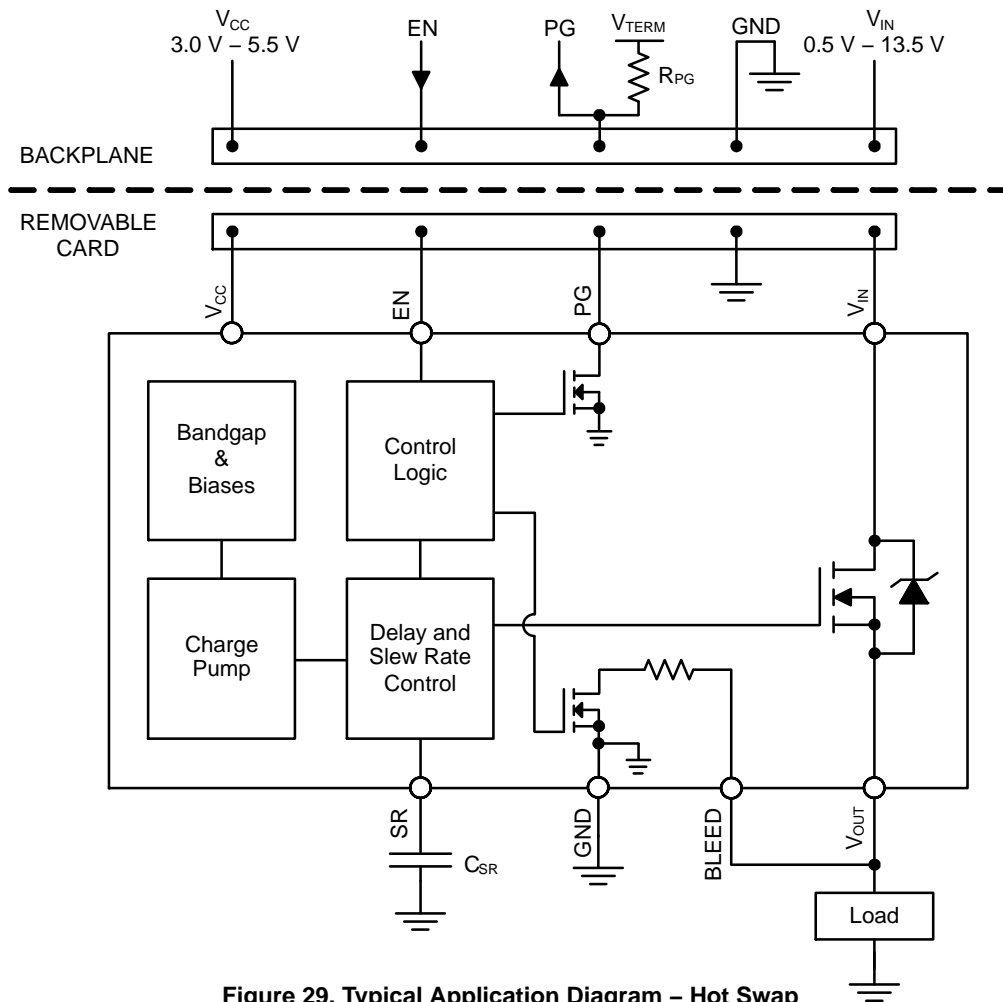 VCC
3.0 V – 5.5 V
EN
PG
VTERM
RPG
GND
VIN
0.5 V – 13.5 V
BACKPLANE
REMOVABLE
CARD
VCC
EN
PG
VIN
Bandgap
&
Biases
Control
Logic
Charge
Pump
Delay and
Slew Rate
Control
SR
GND
BLEED
VOUT
CSR
Load
Figure 29. Typical Application Diagram – Hot Swap